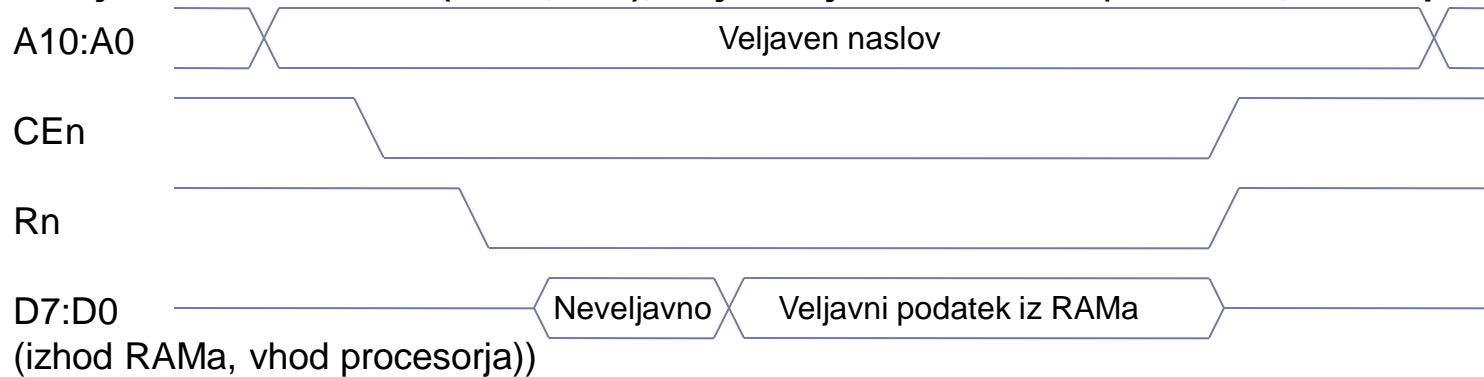 A10:A0 Veljaven naslov
CEn
Rn
D7:D0 Neveljavno Veljavni podatek iz RAMa
(izhod RAMa, vhod procesorja))